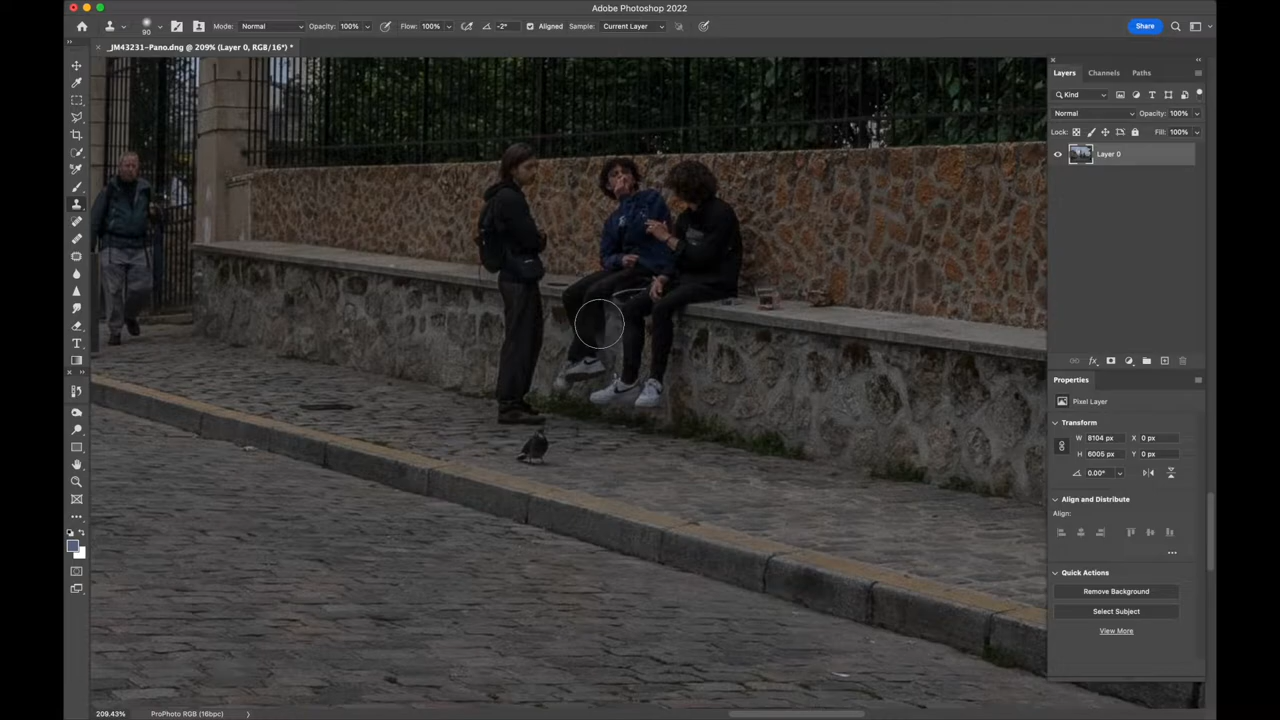 Adobe Photoshop 2022
90
Mode: Normal
Opacity: 100%
Flow: 100%
-2°
Aligned
Sample: Current Layer
Share
_JM43231-Pano.dng @ 209% (Layer 0, RGB/16*) *
Layers Channels Paths
Kind
Normal
Opacity: 100%
Lock:
Fill: 100%
Layer 0
Properties
Pixel Layer
Transform
W 8104 px X 0 px
H 6005 px Y 0 px
0.00°
Align and Distribute
Align:
Quick Actions
Remove Background
Select Subject
View More
209.43% ProPhoto RGB (16bpc)